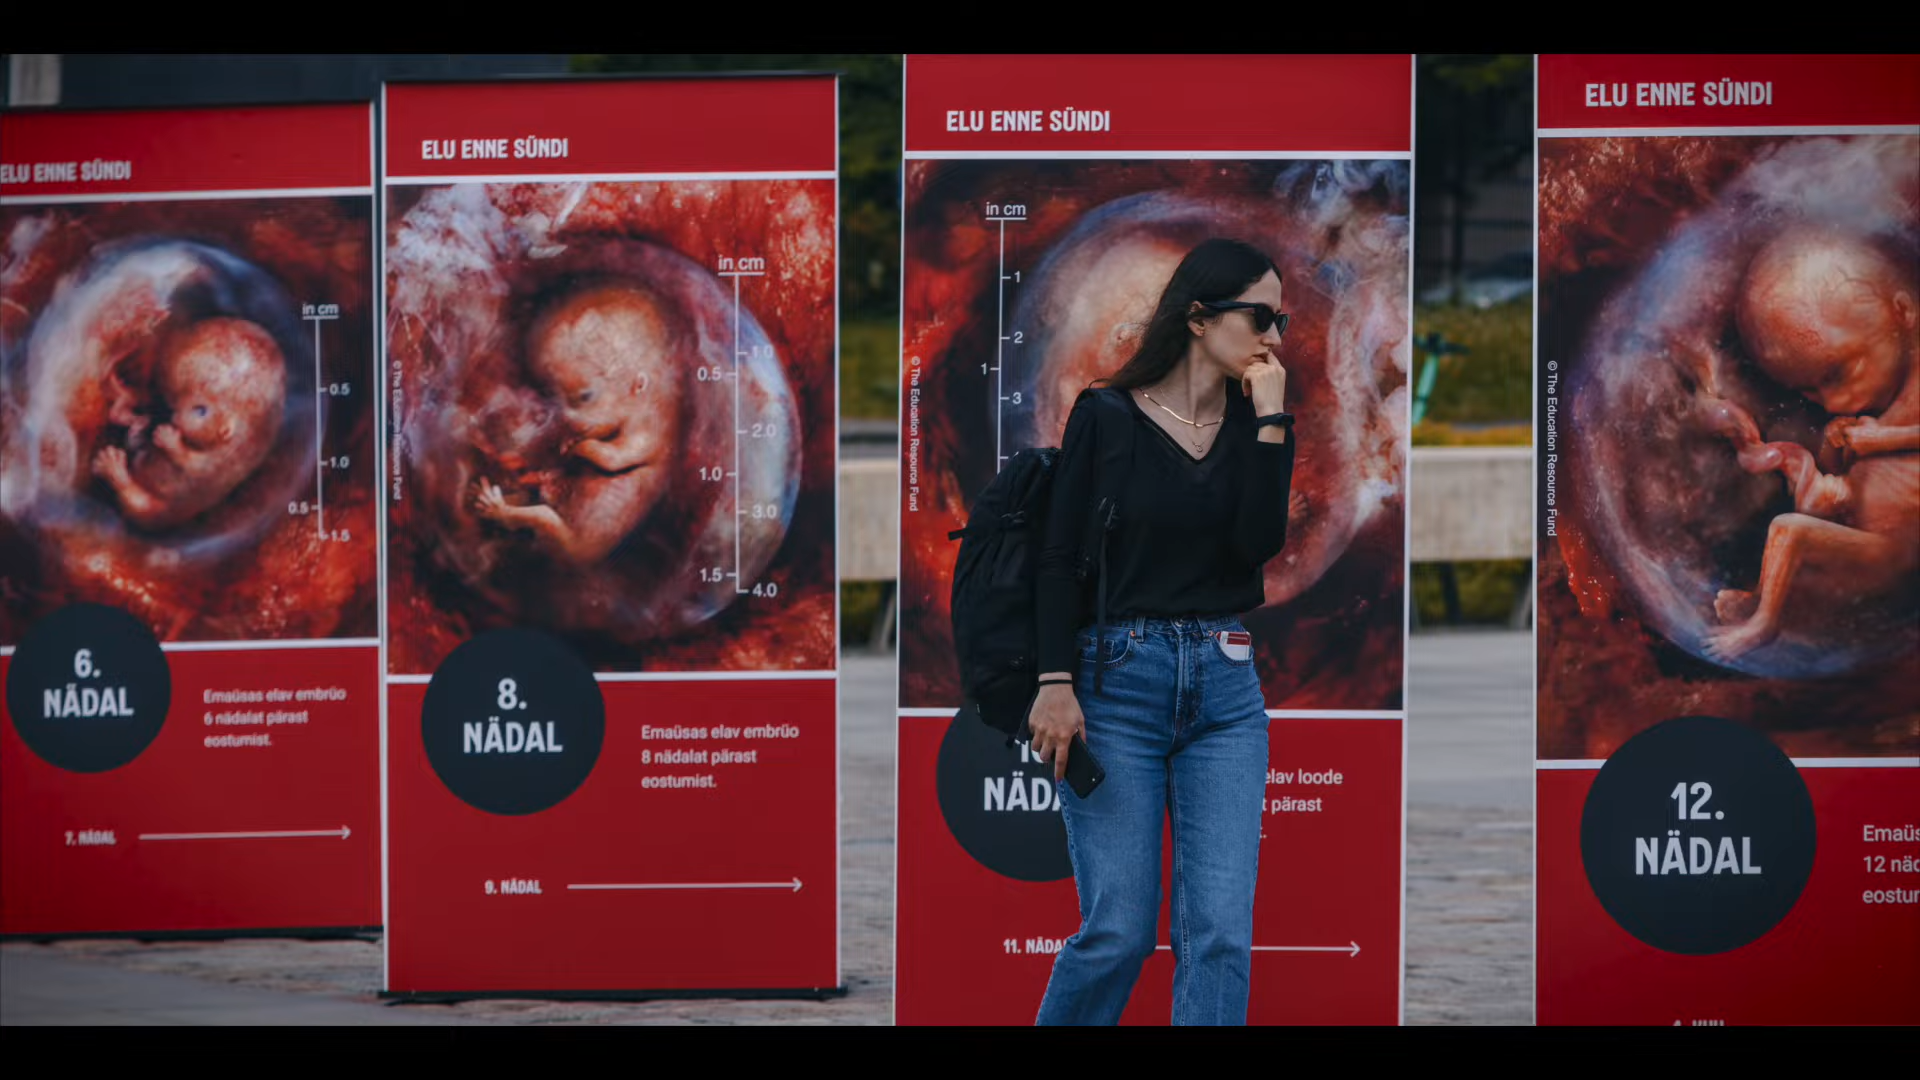 ELU ENNE SÜNDI
in cm
0.5
1.0
0.5
1.5
6.
NÄDAL
Emaüsas elav embrüo
6 nädalat pärast
eostumist.
7. NÄDAL
ELU ENNE SÜNDI
© The Education Resource Fund
in cm
1.0
0.5
2.0
1.0
3.0
1.5
4.0
8.
NÄDAL
Emaüsas elav embrüo
8 nädalat pärast
eostumist.
9. NÄDAL
ELU ENNE SÜNDI
© The Education Resource Fund
in cm
1
2
1
3
NÄDA
elav loode
t pärast
11. NÄDA
ELU ENNE SÜNDI
© The Education Resource Fund
12.
NÄDAL
Emaüs
12 näd
eostum